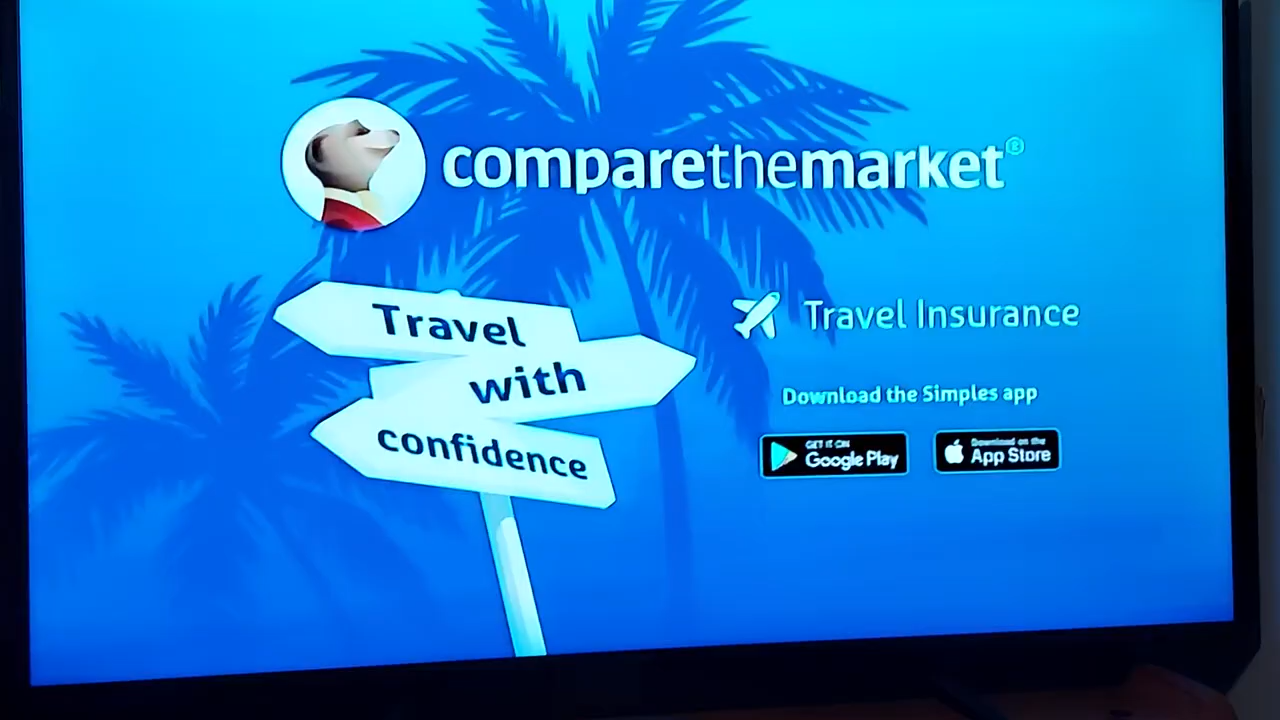 comparethemarket®
Travel
with
confidence
Travel Insurance
Download the Simples app
GET IT ON
Google Play
Download on the
App Store